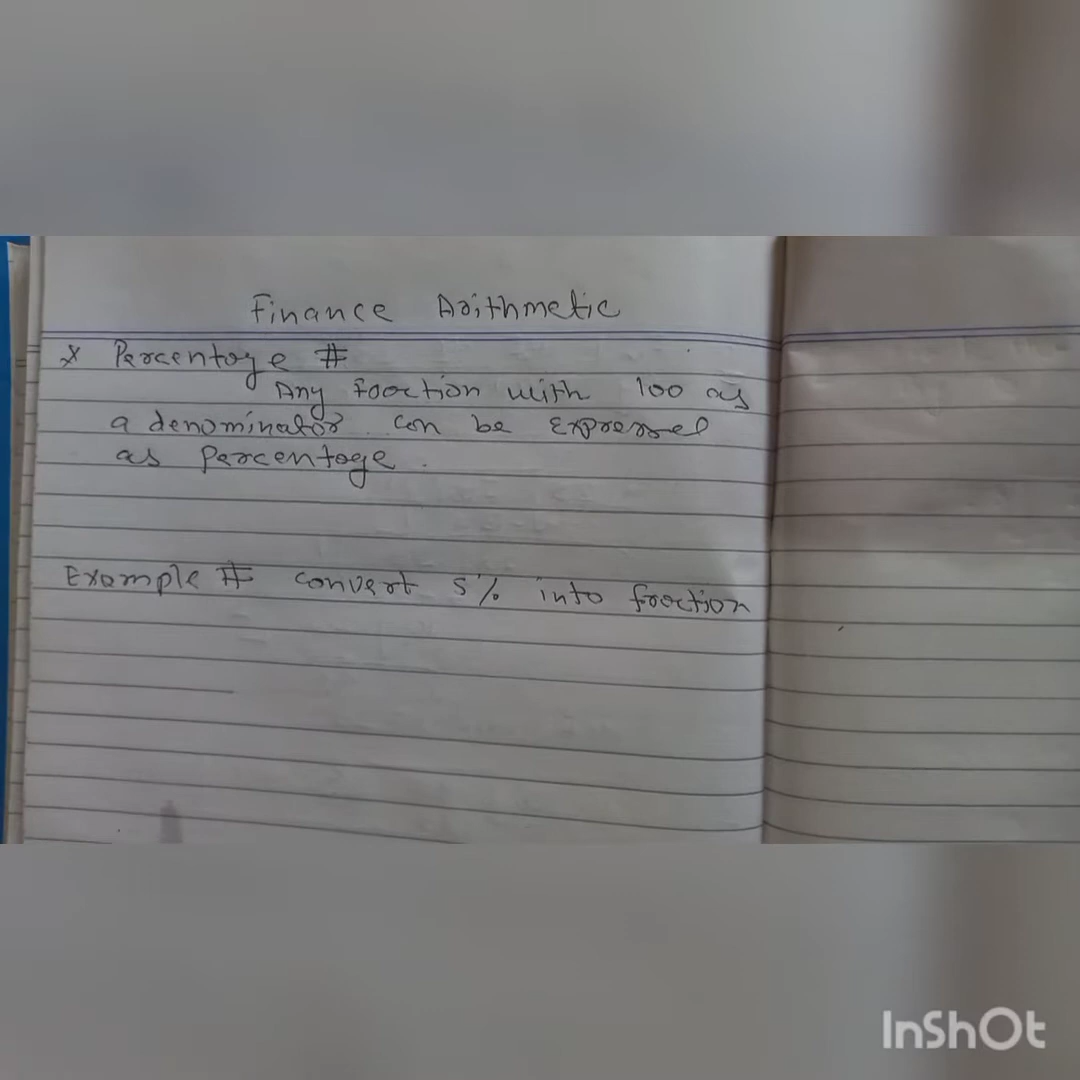 Finance Arithmetic
* Percentage #
Any fraction with 100 as
a denominator can be Expressed
as percentage.
Example # convert 5% into fraction
InShOt